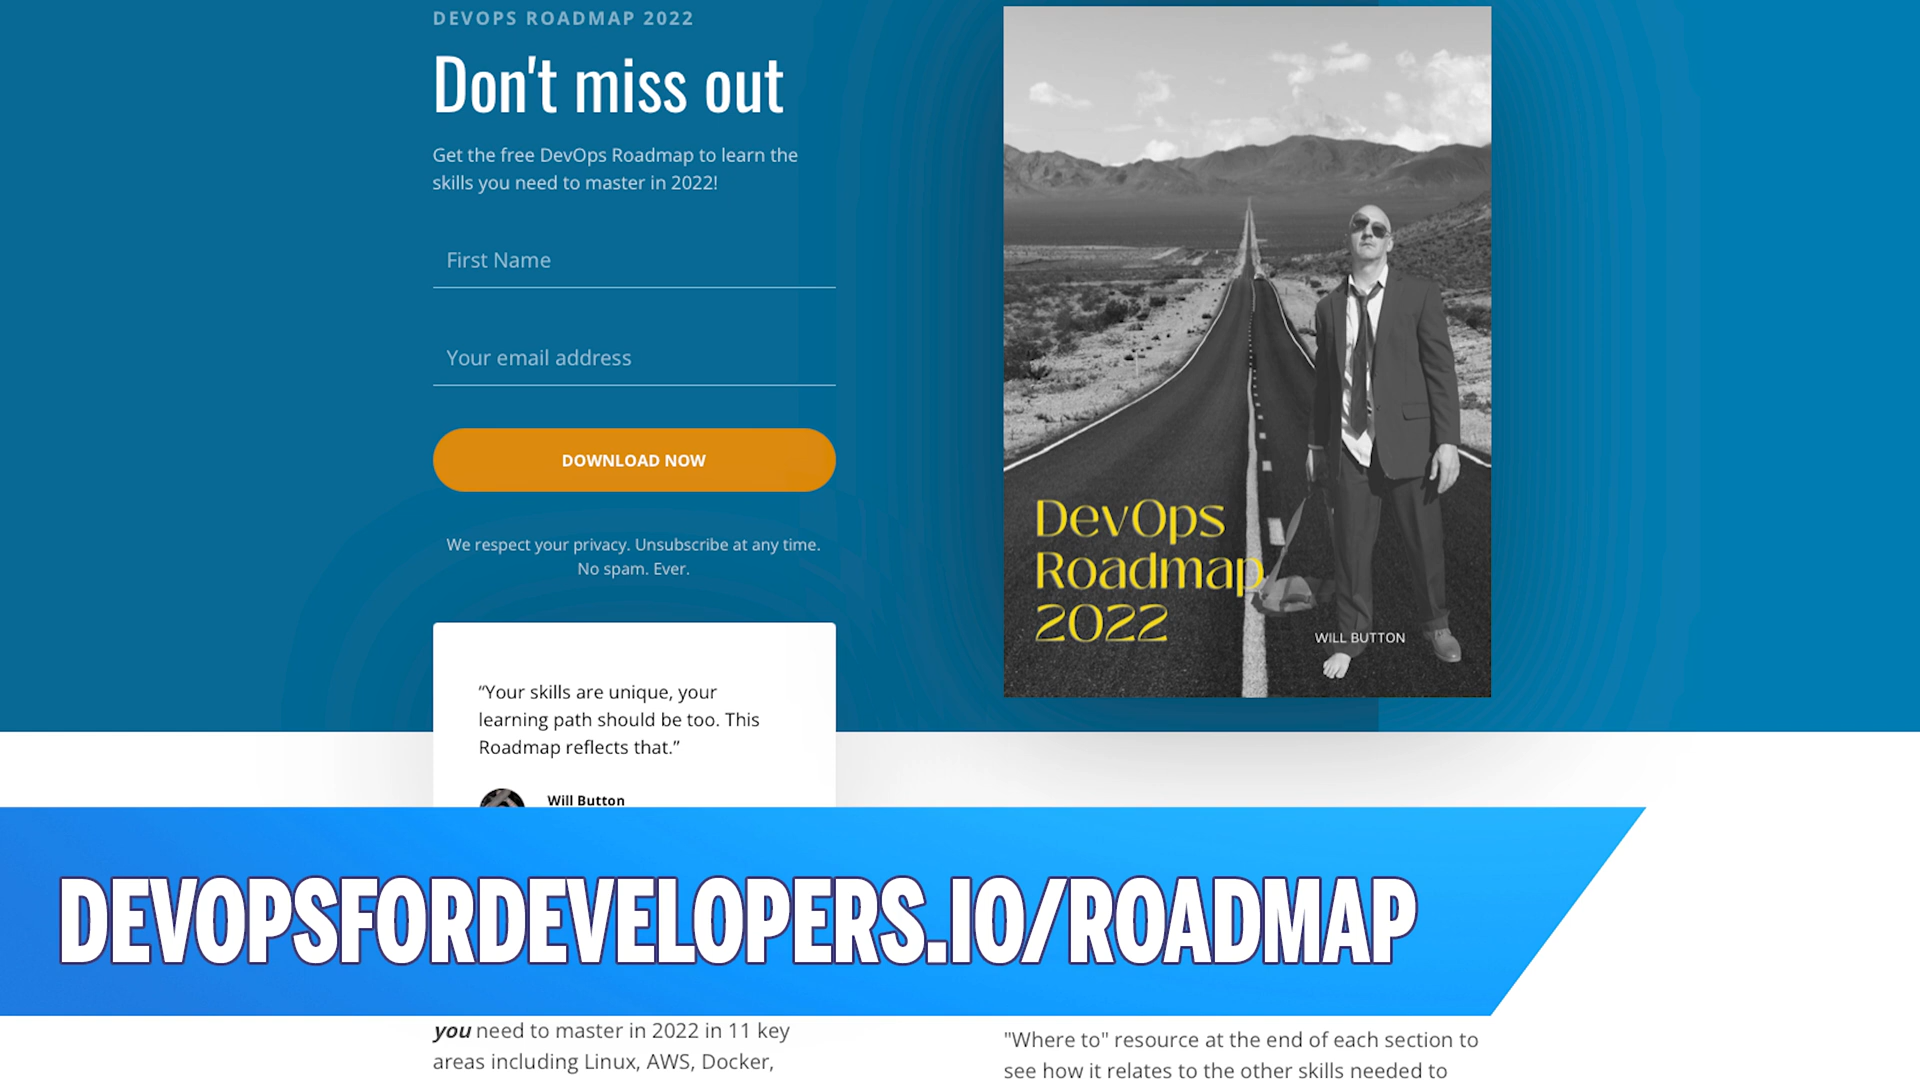 DEVOPS ROADMAP 2022
Don't miss out
Get the free DevOps Roadmap to learn the
skills you need to master in 2022!
First Name
Your email address
DOWNLOAD NOW
We respect your privacy. Unsubscribe at any time.
No spam. Ever.
“Your skills are unique, your
learning path should be too. This
Roadmap reflects that.”
Will Button
DevOps
Roadmap
2022
WILL BUTTON
DEVOPSFORDEVELOPERS.IO/ROADMAP
you need to master in 2022 in 11 key
areas including Linux, AWS, Docker,
"Where to" resource at the end of each section to
see how it relates to the other skills needed to